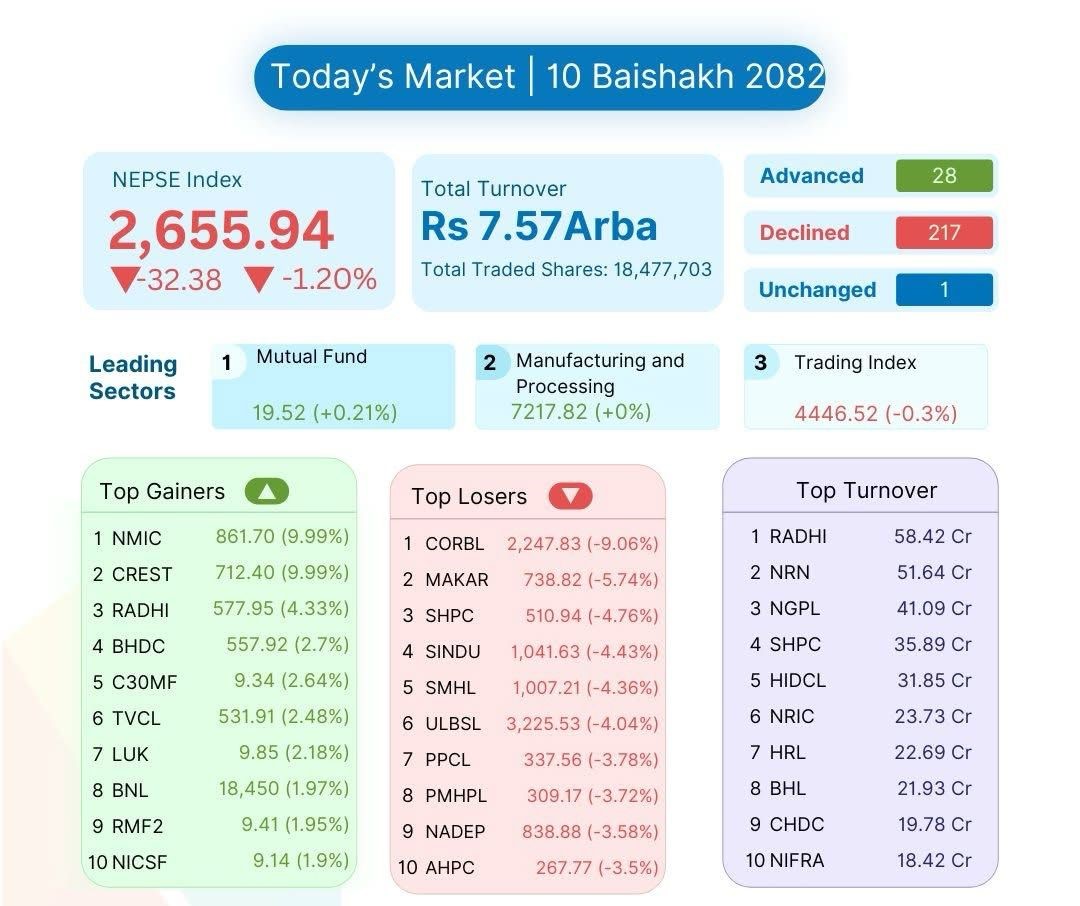 Today's Market | 10 Baishakh 2082
NEPSE Index
2,655.94
▼-32.38 ▼ -1.20%
Total Turnover
Rs 7.57Arba
Total Traded Shares: 18,477,703
Advanced 28
Declined 217
Unchanged 1
Leading
Sectors
1 Mutual Fund
19.52 (+0.21%)
2 Manufacturing and
Processing
7217.82 (+0%)
3 Trading Index
4446.52 (-0.3%)
Top Gainers
1 NMIC 861.70 (9.99%)
2 CREST 712.40 (9.99%)
3 RADHI 577.95 (4.33%)
4 BHDC 557.92 (2.7%)
5 C30MF 9.34 (2.64%)
6 TVCL 531.91 (2.48%)
7 LUK 9.85 (2.18%)
8 BNL 18,450 (1.97%)
9 RMF2 9.41 (1.95%)
10 NICSF 9.14 (1.9%)
Top Losers
1 CORBL 2,247.83 (-9.06%)
2 MAKAR 738.82 (-5.74%)
3 SHPC 510.94 (-4.76%)
4 SINDU 1,041.63 (-4.43%)
5 SMHL 1,007.21 (-4.36%)
6 ULBSL 3,225.53 (-4.04%)
7 PPCL 337.56 (-3.78%)
8 PMHPL 309.17 (-3.72%)
9 NADEP 838.88 (-3.58%)
10 AHPC 267.77 (-3.5%)
Top Turnover
1 RADHI 58.42 Cr
2 NRN 51.64 Cr
3 NGPL 41.09 Cr
4 SHPC 35.89 Cr
5 HIDCL 31.85 Cr
6 NRIC 23.73 Cr
7 HRL 22.69 Cr
8 BHL 21.93 Cr
9 CHDC 19.78 Cr
10 NIFRA 18.42 Cr